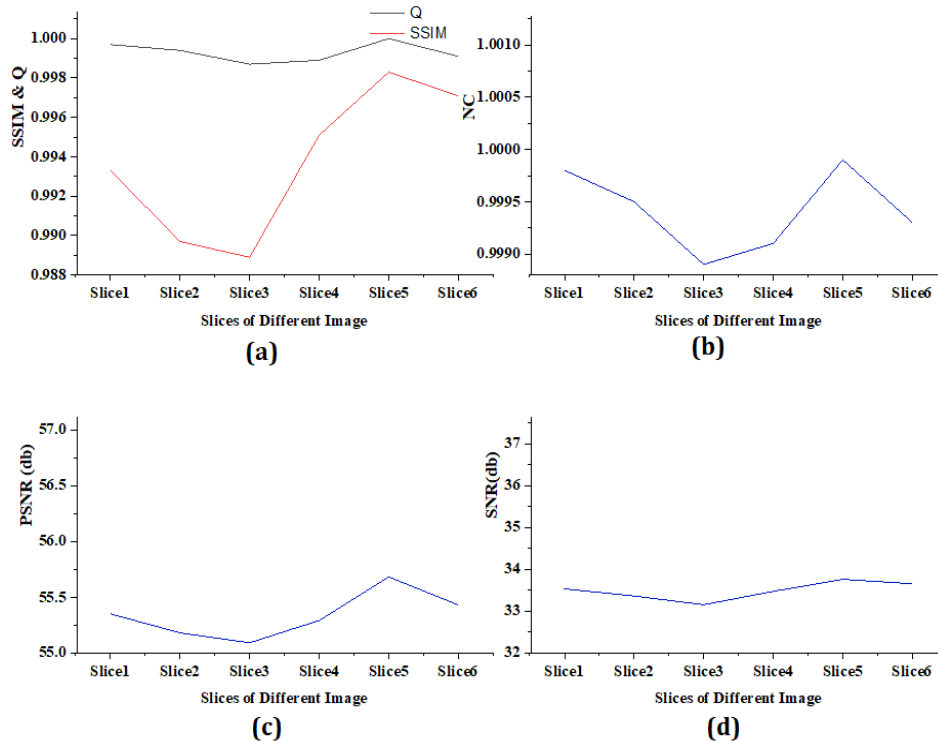 Q
SSIM
SSIM & Q
1.000
0.998
0.996
0.994
0.992
0.990
0.988
Slice1 Slice2 Slice3 Slice4 Slice5 Slice6
Slices of Different Image
(a)
NC
1.0010
1.0005
1.0000
0.9995
0.9990
Slice1 Slice2 Slice3 Slice4 Slice5 Slice6
Slices of Different Image
(b)
PSNR (db)
57.0
56.5
56.0
55.5
55.0
Slice1 Slice2 Slice3 Slice4 Slice5 Slice6
Slices of Different Image
(c)
SNR(db)
37
36
35
34
33
32
Slice1 Slice2 Slice3 Slice4 Slice5 Slice6
Slices of Different Image
(d)